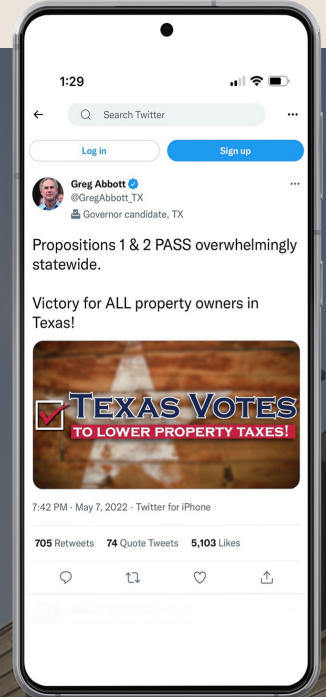 1:29
Search Twitter
Log in
Sign up
Greg Abbott
@GregAbbott_TX
Governor candidate, TX
Propositions 1 & 2 PASS overwhelmingly
statewide.
Victory for ALL property owners in
Texas!
TEXAS VOTES
TO LOWER PROPERTY TAXES!
7:42 PM · May 7, 2022 · Twitter for iPhone
705 Retweets 74 Quote Tweets 5,103 Likes